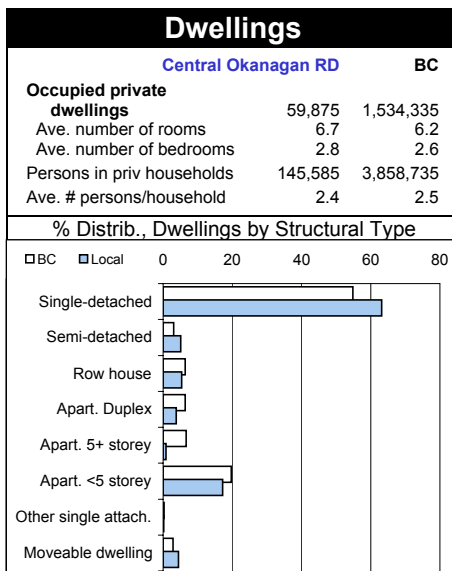 Dwellings
Central Okanagan RD BC
Occupied private
dwellings 59,875 1,534,335
Ave. number of rooms 6.7 6.2
Ave. number of bedrooms 2.8 2.6
Persons in priv households 145,585 3,858,735
Ave. # persons/household 2.4 2.5
% Distrib., Dwellings by Structural Type
BC Local 0 20 40 60 80
Single-detached
Semi-detached
Row house
Apart. Duplex
Apart. 5+ storey
Apart. <5 storey
Other single attach.
Moveable dwelling